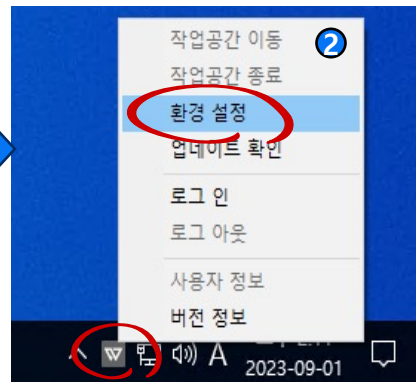 작업공간 이동
2
작업공간 종료
환경 설정
업데이트 확인
로그 인
로그 아웃
사용자 정보
버전 정보
A
2023-09-01